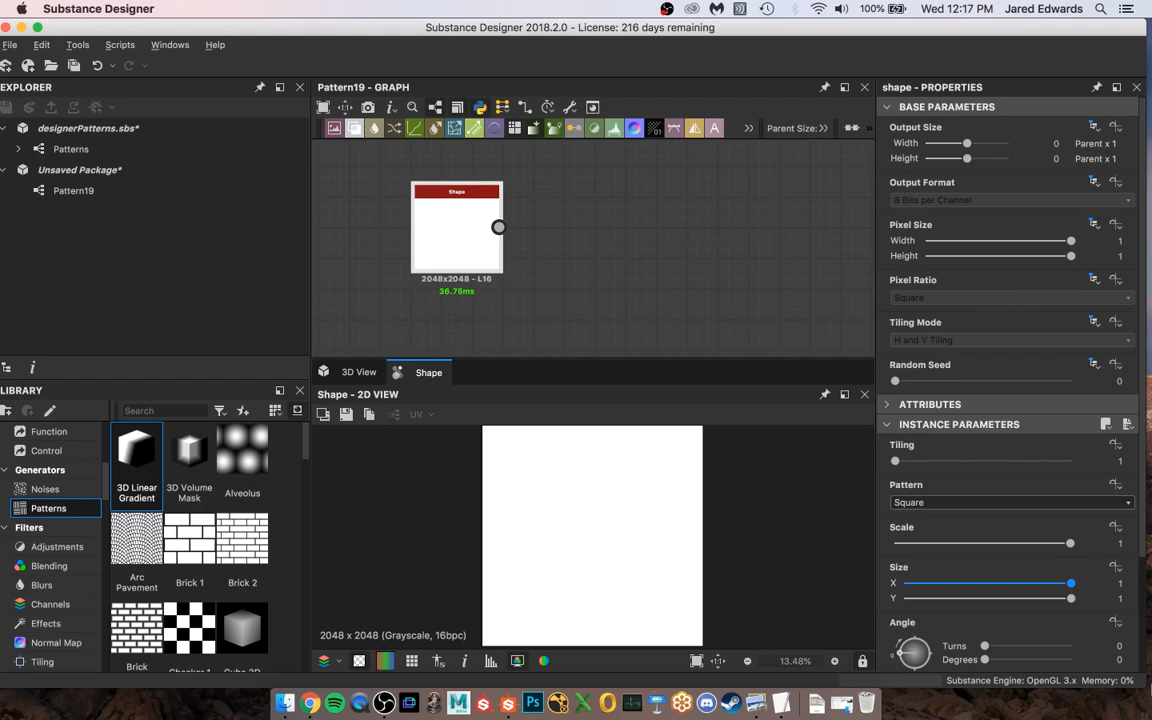 Substance Designer
100%
Wed 12:17 PM Jared Edwards
Substance Designer 2018.2.0 - License: 216 days remaining
File Edit Tools Scripts Windows Help
EXPLORER
designerPatterns.sbs*
Patterns
Unsaved Package*
Pattern19
Pattern19 - GRAPH
Parent Size:
Shape
2048x2048 - L16
36.75ms
3D View
Shape
LIBRARY
Search
Function
Control
Generators
Noises
Patterns
Filters
Adjustments
Blending
Blurs
Channels
Effects
Normal Map
Tiling
3D Linear Gradient
3D Volume Mask
Alveolus
Arc Pavement
Brick 1
Brick 2
Brick
Shape - 2D VIEW
UV
2048 x 2048 (Grayscale, 16bpc)
13.48%
shape - PROPERTIES
BASE PARAMETERS
Output Size
Width 0 Parent x 1
Height 0 Parent x 1
Output Format
8 Bits per Channel
Pixel Size
Width 1
Height 1
Pixel Ratio
Square
Tiling Mode
H and V Tiling
Random Seed
0
ATTRIBUTES
INSTANCE PARAMETERS
Tiling
1
Pattern
Square
Scale
1
Size
X 1
Y 1
Angle
Turns 0
Degrees 0
Substance Engine: OpenGL 3.x Memory: 0%